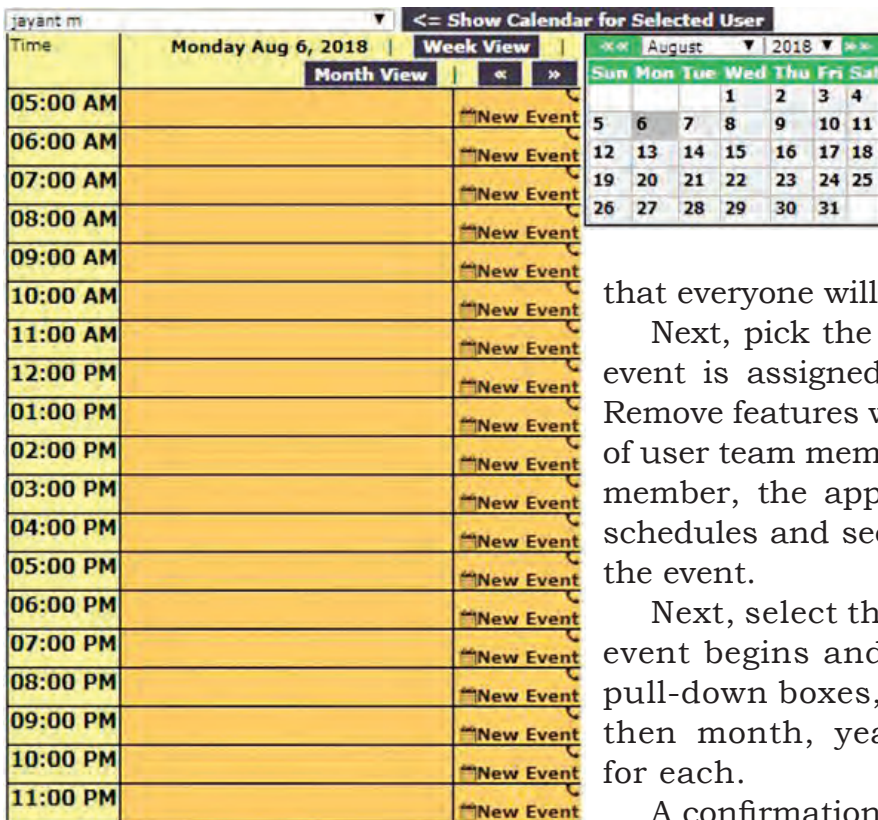 jayant m <= Show Calendar for Selected User
Time Monday Aug 6, 2018 | Week View |
Month View | « »
05:00 AM New Event
06:00 AM New Event
07:00 AM New Event
08:00 AM New Event
09:00 AM New Event
10:00 AM New Event
11:00 AM New Event
12:00 PM New Event
01:00 PM New Event
02:00 PM New Event
03:00 PM New Event
04:00 PM New Event
05:00 PM New Event
06:00 PM New Event
07:00 PM New Event
08:00 PM New Event
09:00 PM New Event
10:00 PM New Event
11:00 PM New Event
«« August 2018 »»
Sun Mon Tue Wed Thu Fri Sat
1 2 3 4
5 6 7 8 9 10 11
12 13 14 15 16 17 18
19 20 21 22 23 24 25
26 27 28 29 30 31
that everyone will
Next, pick the
event is assigned
Remove features
of user team mem
member, the app
schedules and see
the event.
Next, select th
event begins and
pull-down boxes,
then month, yea
for each.
A confirmation